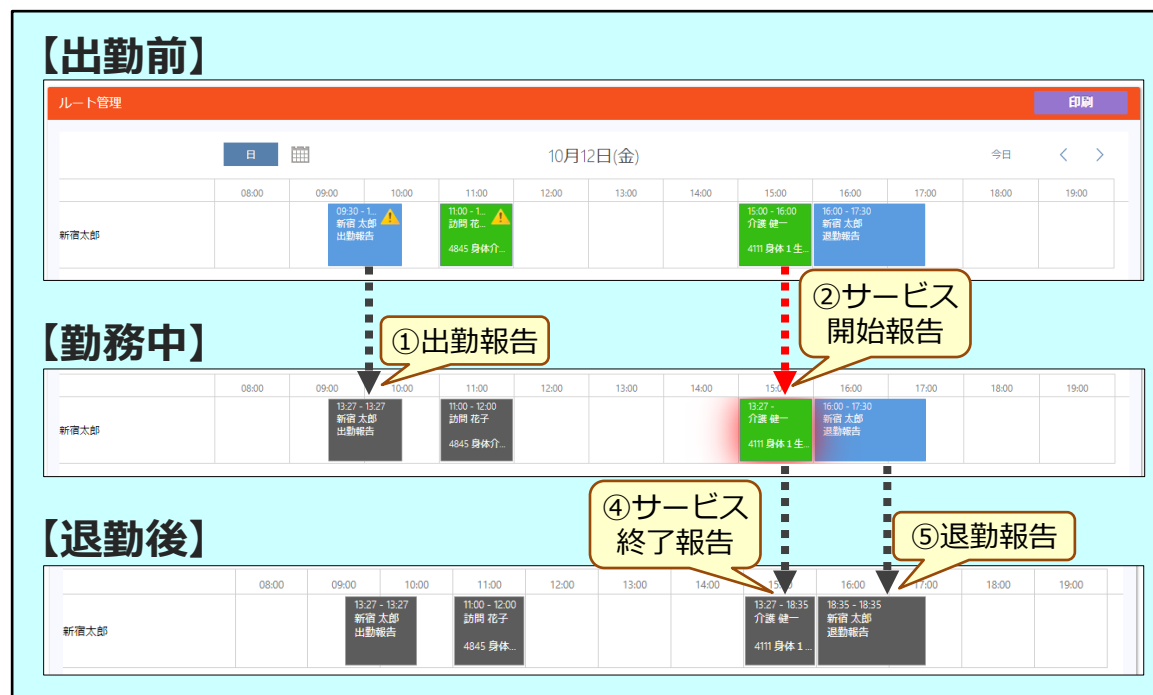 【出勤前】
ルート管理
印刷
日
10月12日(金)
今日
08:00 09:00 10:00 11:00 12:00 13:00 14:00 15:00 16:00 17:00 18:00 19:00
新宿太郎
09:30 - 1...
新宿 太郎
出勤報告
11:00 - 1...
訪問 花...
4845 身体介...
15:00 - 16:00
介護 健一
4111 身体 1 生...
16:00 - 17:30
新宿 太郎
退勤報告
②サービス
開始報告
【勤務中】
①出勤報告
08:00 09:00 10:00 11:00 12:00 13:00 14:00 15:00 16:00 17:00 18:00 19:00
新宿太郎
13:27 - 13:27
新宿 太郎
出勤報告
11:00 - 12:00
訪問 花子
4845 身体介...
13:27 -
介護 健一
4111 身体 1 生...
16:00 - 17:30
新宿 太郎
退勤報告
④サービス
終了報告
⑤退勤報告
【退勤後】
08:00 09:00 10:00 11:00 12:00 13:00 14:00 16:00 17:00 18:00 19:00
新宿太郎
13:27 - 13:27
新宿 太郎
出勤報告
11:00 - 12:00
訪問 花子
4845 身体...
13:27 - 18:35
介護 健一
4111 身体 1 ...
18:35 - 18:35
新宿 太郎
退勤報告